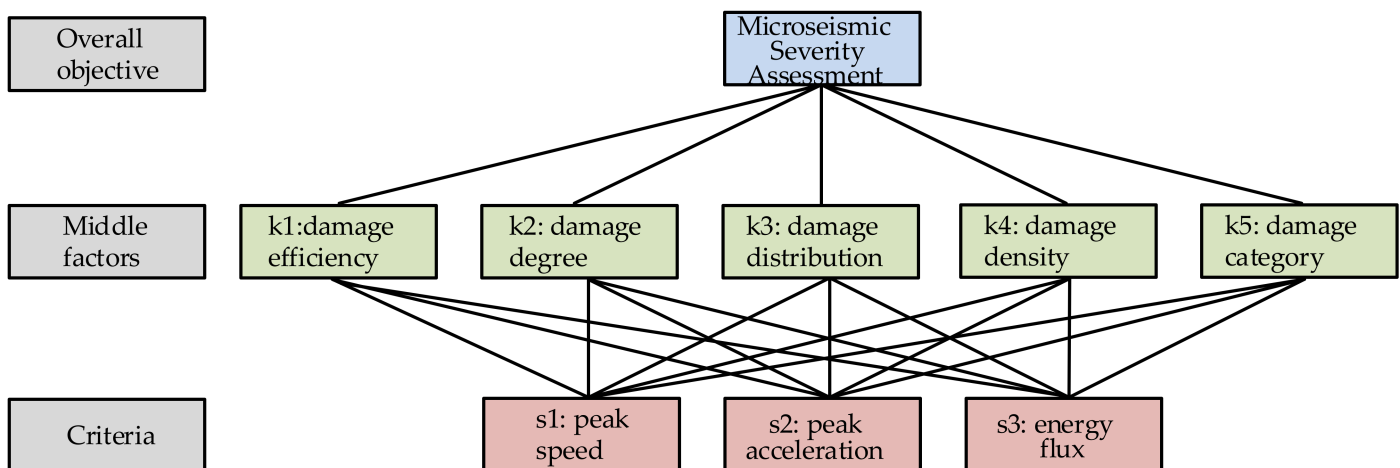 Overall
objective
Microseismic
Severity
Assessment
Middle
factors
k1:damage
efficiency
k2: damage
degree
k3: damage
distribution
k4: damage
density
k5: damage
category
Criteria
s1: peak
speed
s2: peak
acceleration
s3: energy
flux